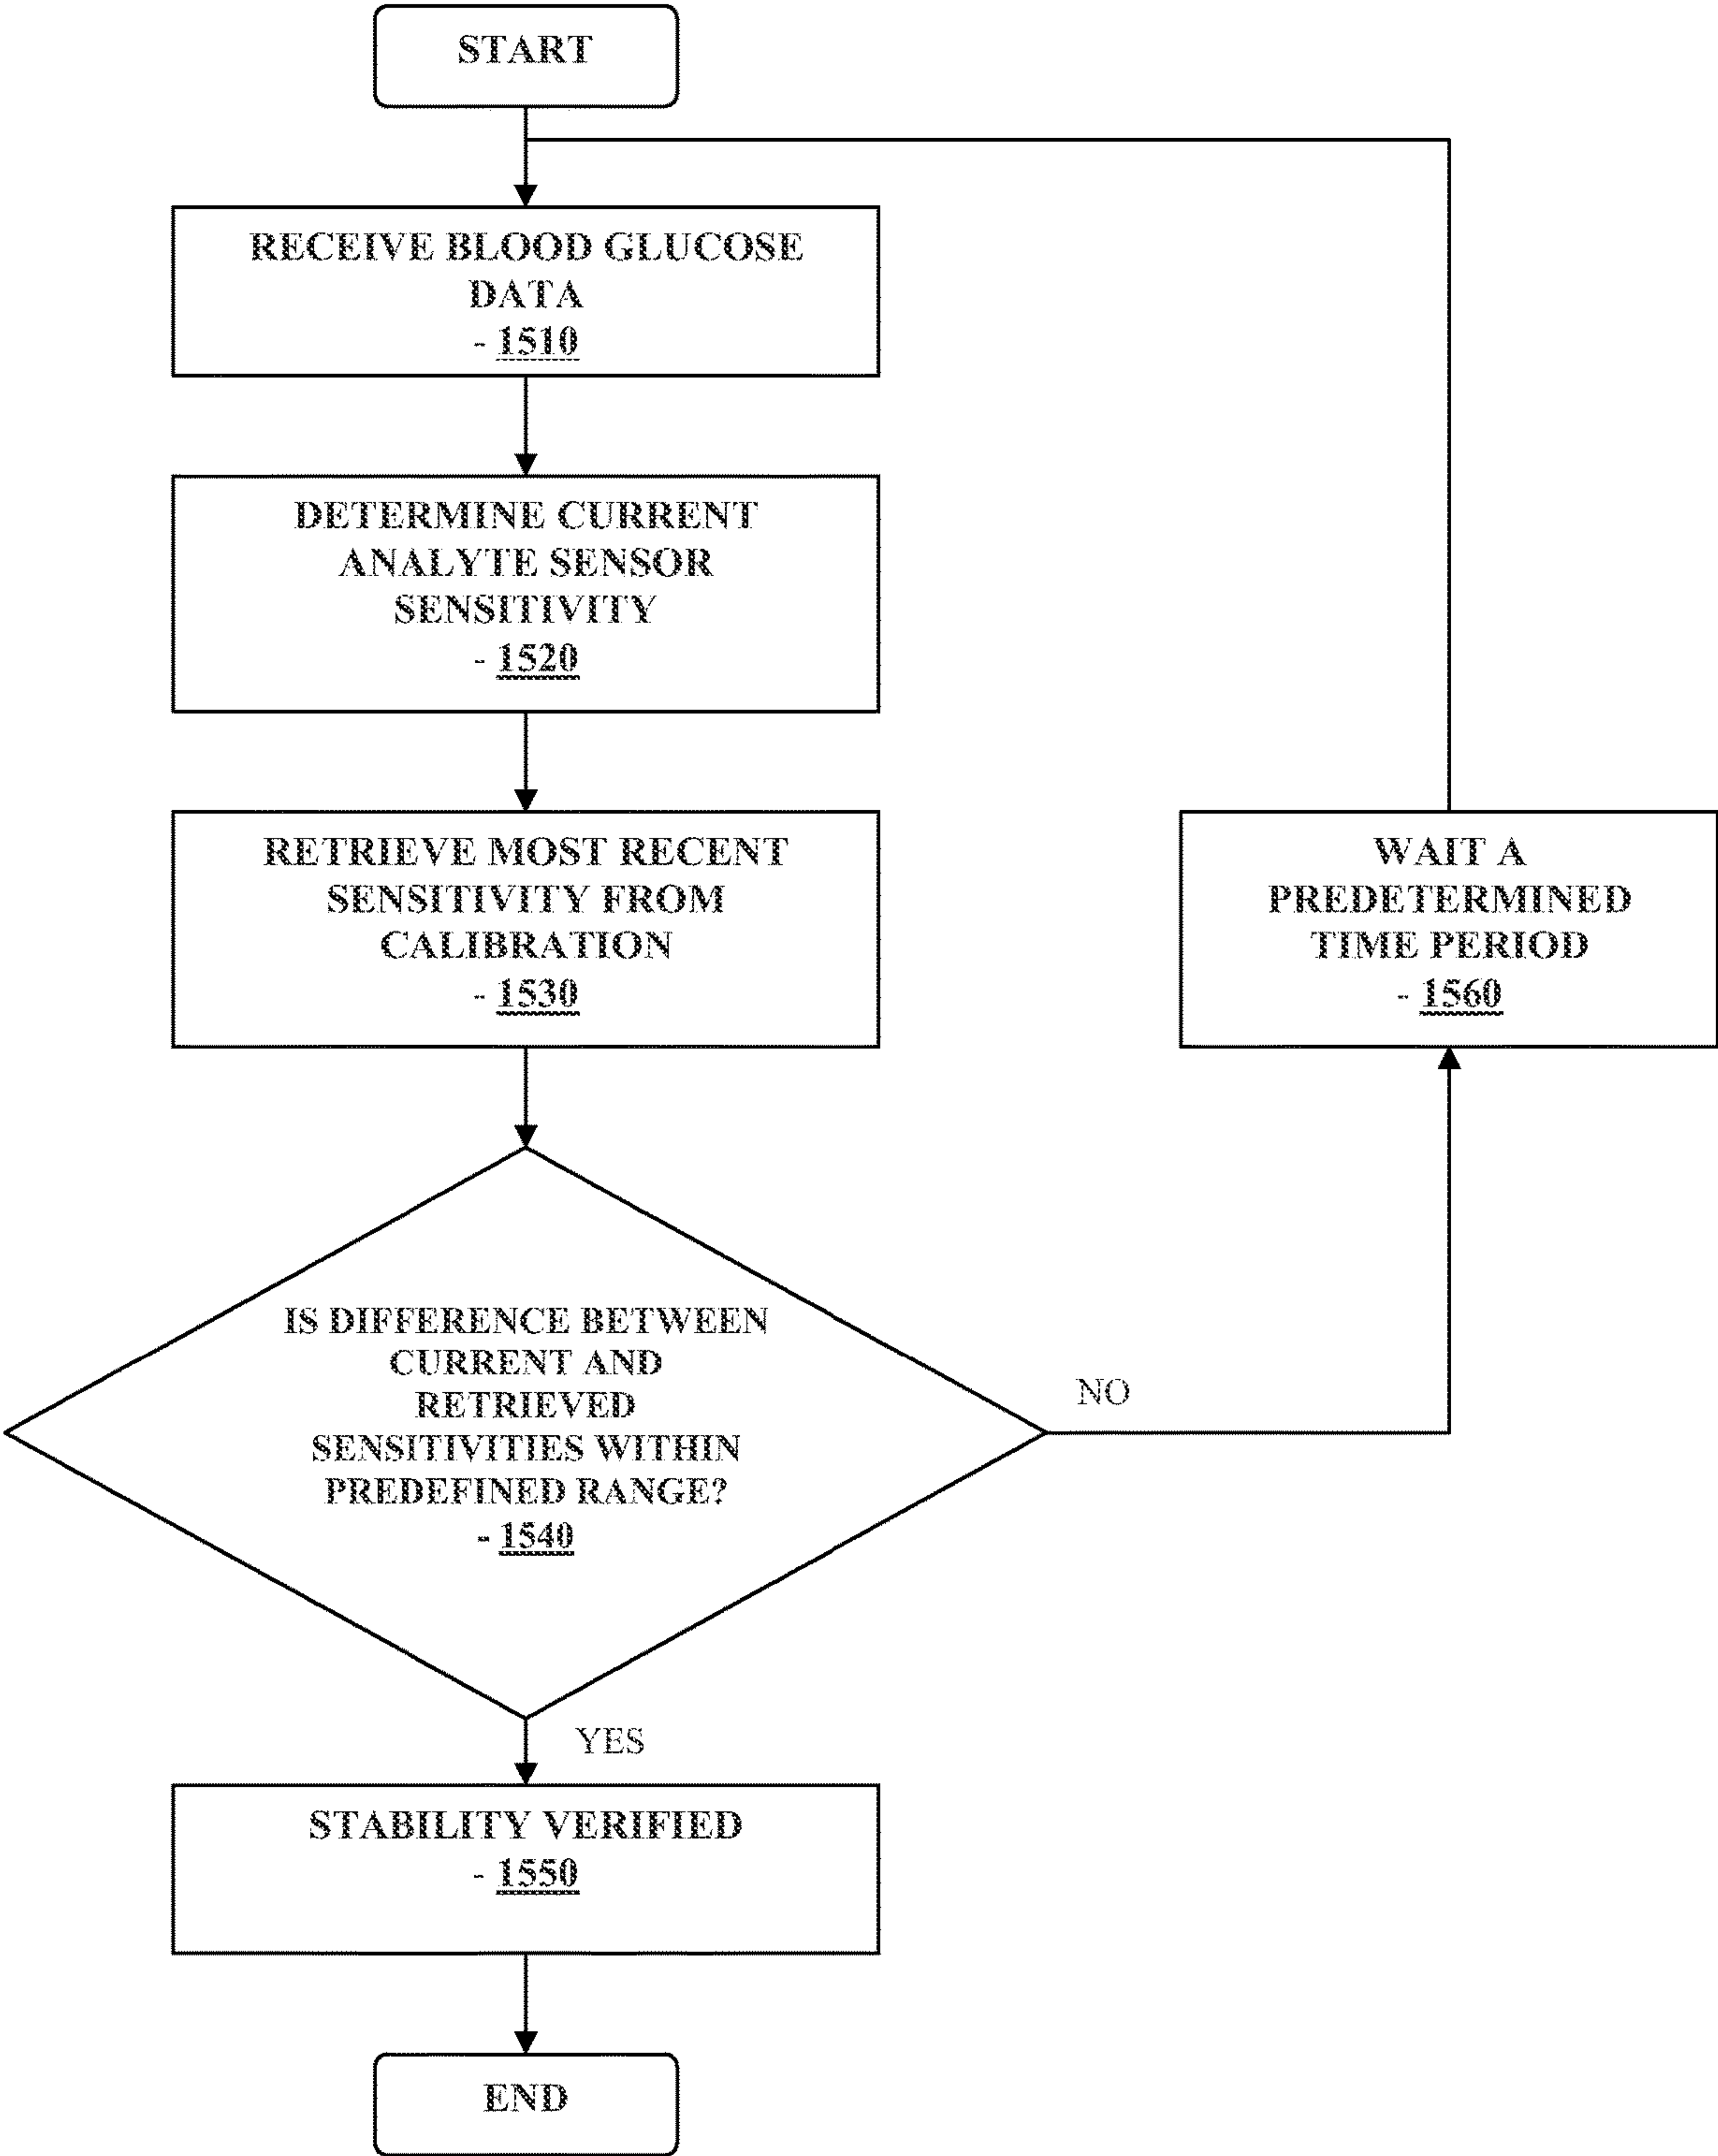 START
RECEIVE BLOOD GLUCOSE
DATA
- 1510
DETERMINE CURRENT
ANALYTE SENSOR
SENSITIVITY
- 1520
RETRIEVE MOST RECENT
SENSITIVITY FROM
CALIBRATION
- 1530
WAIT A
PREDETERMINED
TIME PERIOD
- 1560
IS DIFFERENCE BETWEEN
CURRENT AND
RETRIEVED
SENSITIVITIES WITHIN
PREDEFINED RANGE?
- 1540
NO
YES
STABILITY VERIFIED
- 1550
END